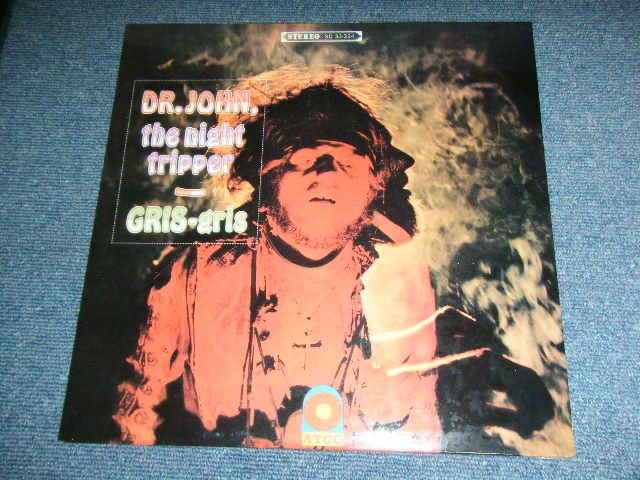 STEREO SD 33-234
DR. JOHN,
the night
tripper
GRIS-gris
ATCO